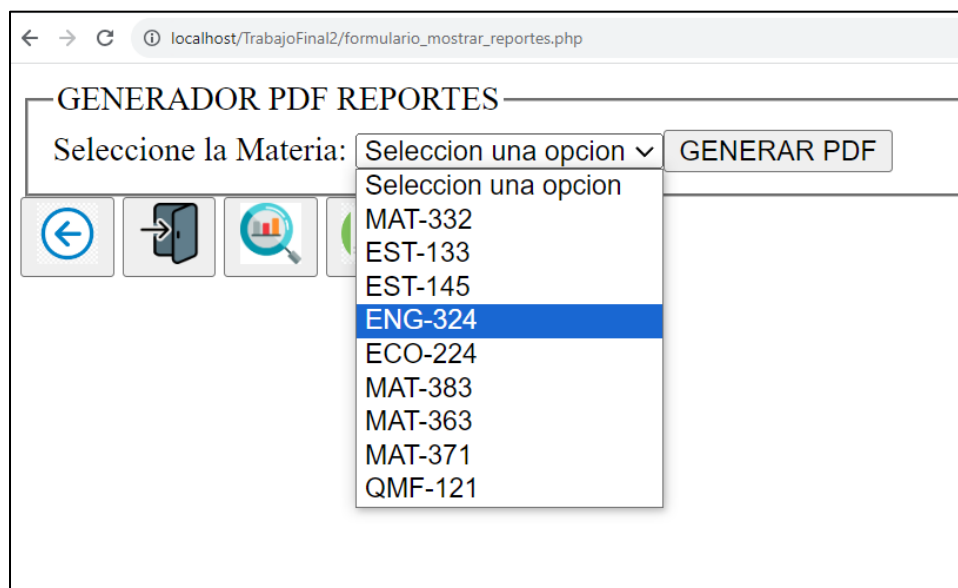 localhost/TrabajoFinal2/formulario_mostrar_reportes.php
GENERADOR PDF REPORTES
Seleccione la Materia: Seleccion una opcion GENERAR PDF
Seleccion una opcion
MAT-332
EST-133
EST-145
ENG-324
ECO-224
MAT-383
MAT-363
MAT-371
QMF-121